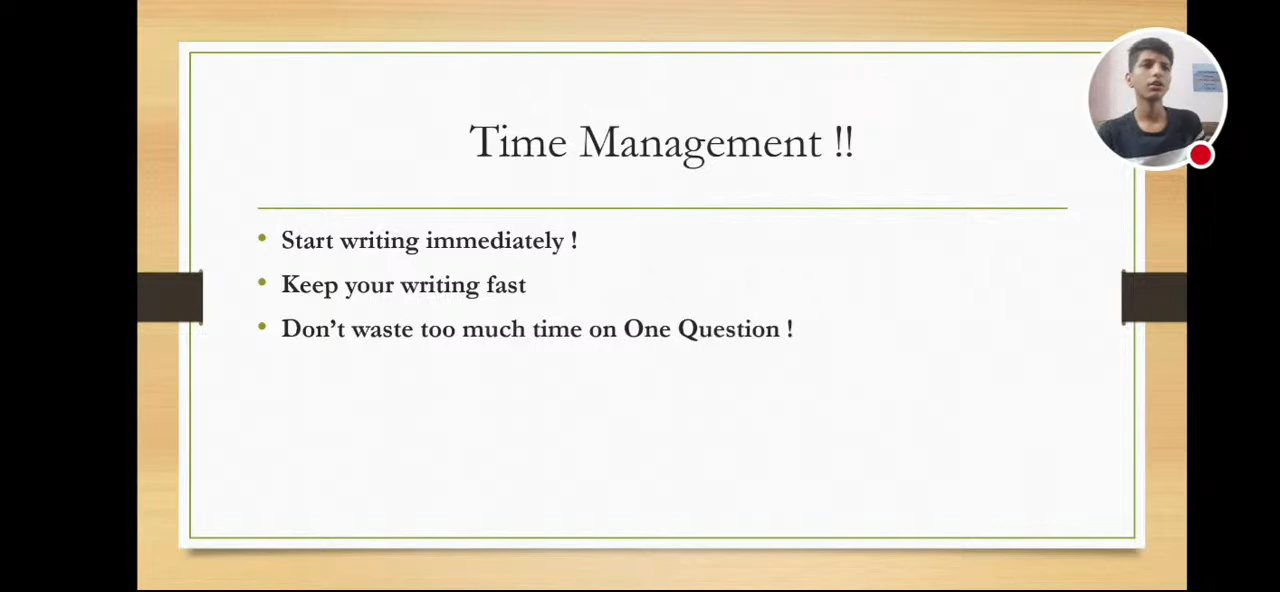 Time Management !!
Start writing immediately !
Keep your writing fast
Don’t waste too much time on One Question !